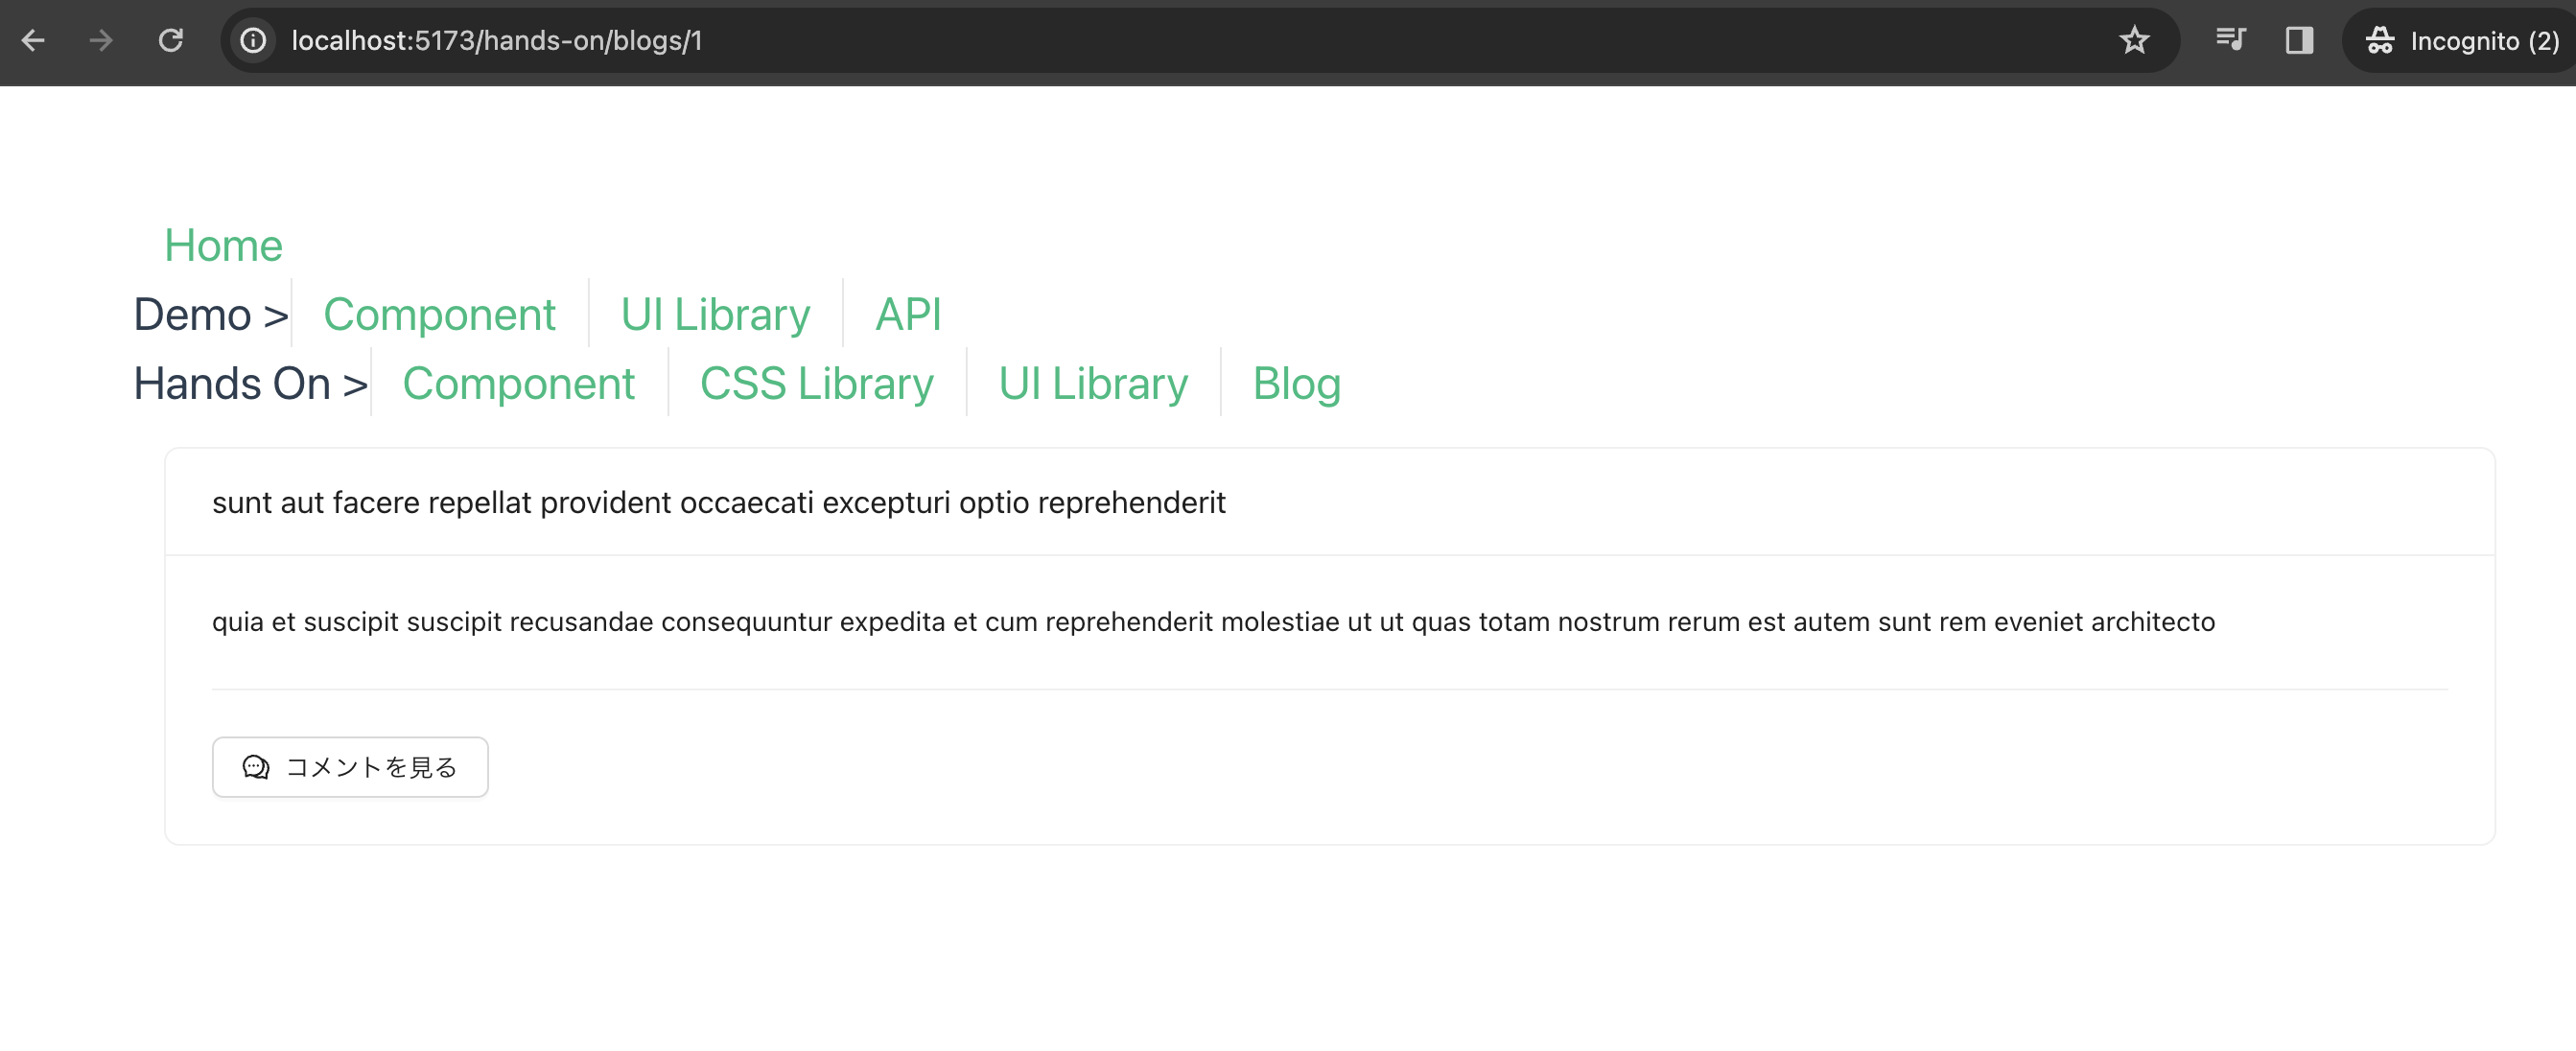 localhost:5173/hands-on/blogs/1
Incognito (2)
Home
Demo > Component UI Library API
Hands On > Component CSS Library UI Library Blog
sunt aut facere repellat provident occaecati excepturi optio reprehenderit
quia et suscipit suscipit recusandae consequuntur expedita et cum reprehenderit molestiae ut ut quas totam nostrum rerum est autem sunt rem eveniet architecto
コメントを見る